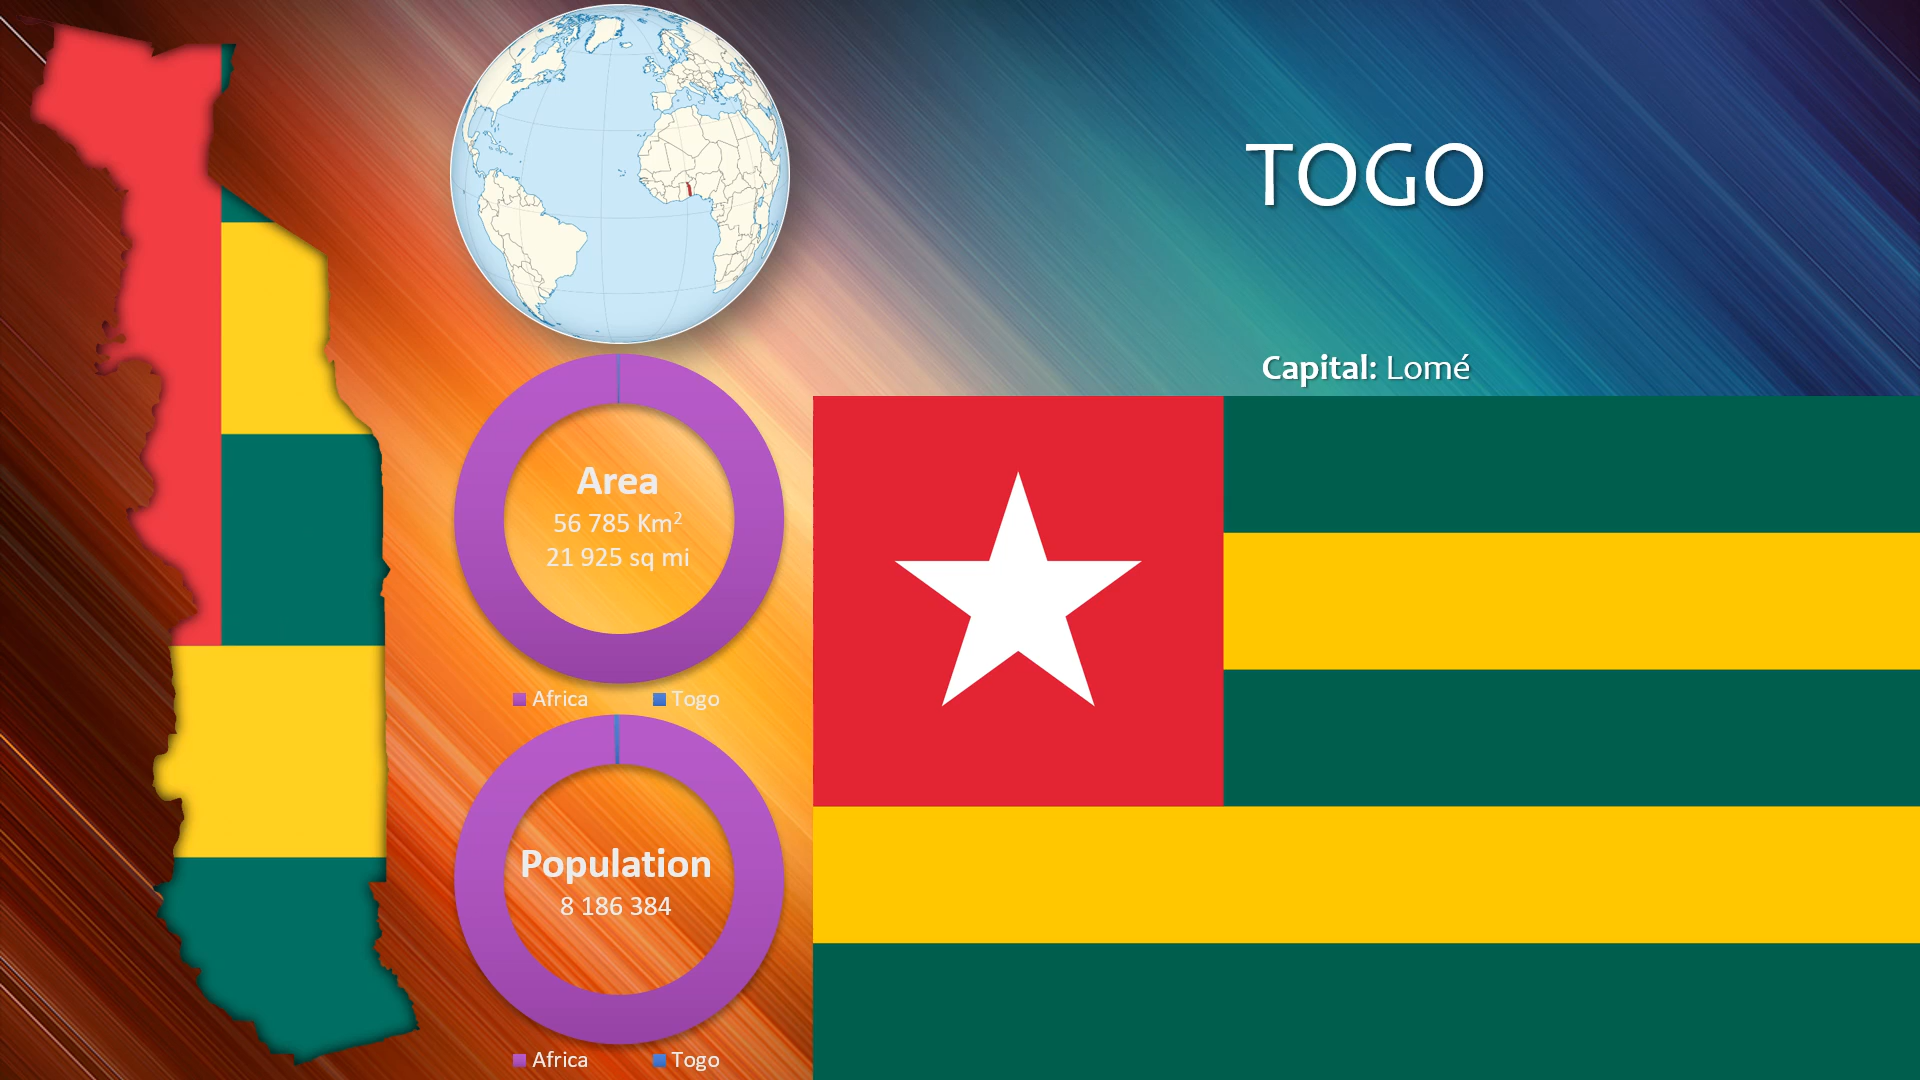 TOGO
Capital: Lomé
Area
56 785 Km²
21 925 sq mi
Africa Togo
Population
8 186 384
Africa Togo